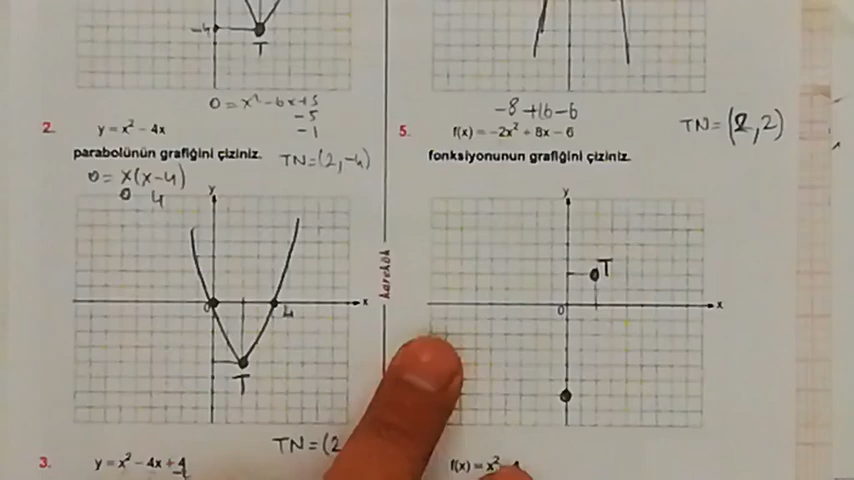 -4
T
0 = x² - 6x + 5
-5
-1
2.
y = x² – 4x
parabolünün grafiğini çiziniz.
TN = (2, -4)
0 = x(x-4)
0 4
y
x
0
4
T
TN = (2
3.
y = x² – 4x + 4
karekök
-8 + 16 - 6
5.
f(x) = –2x² + 8x – 6
TN = (2, 2)
fonksiyonunun grafiğini çiziniz.
y
T
x
0
f(x) = x²